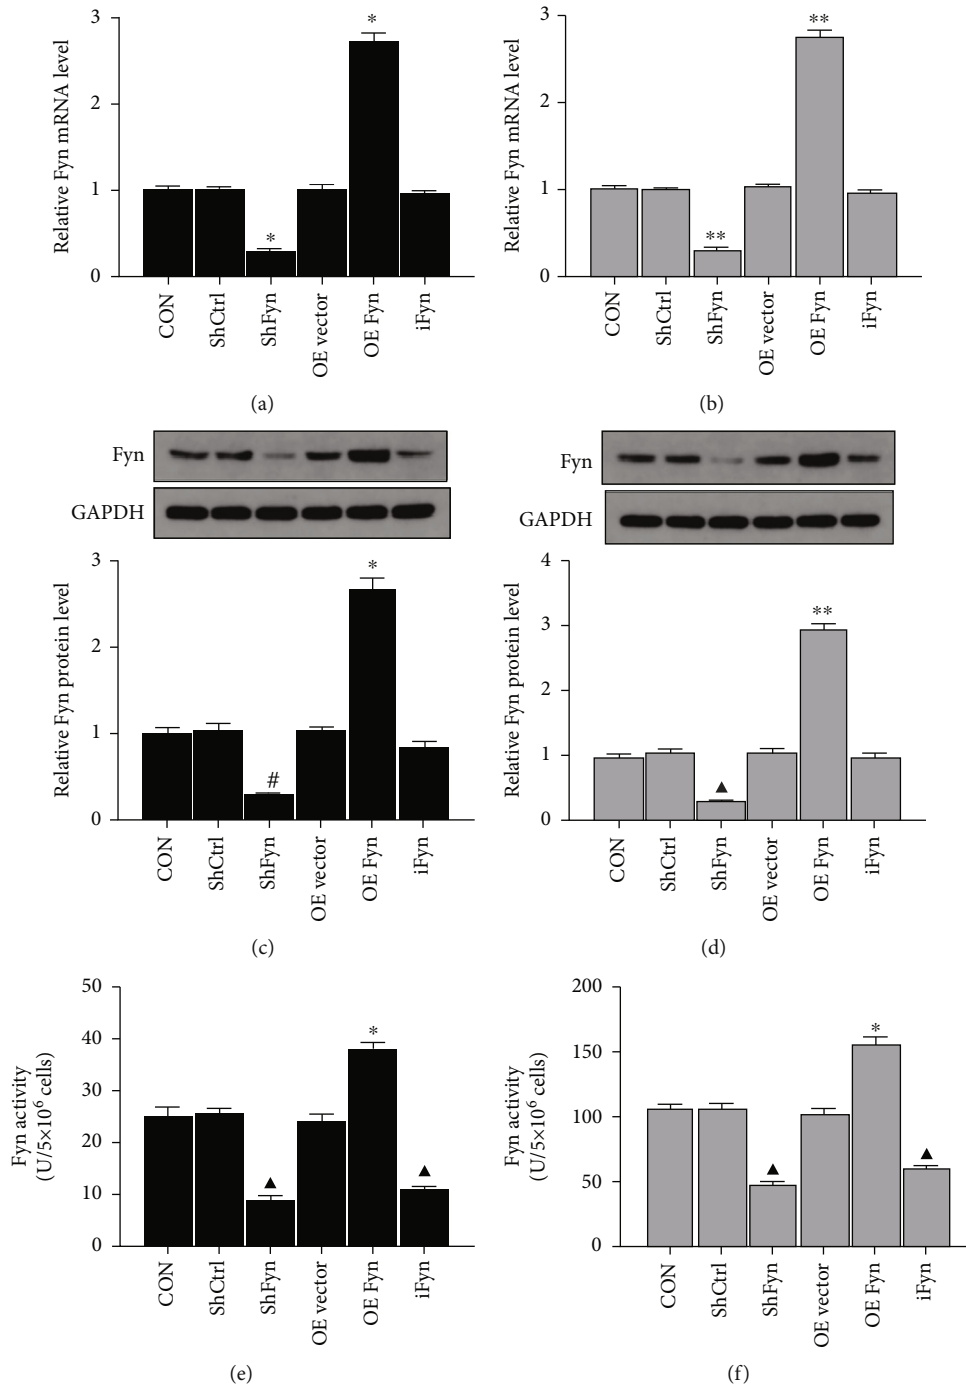 Relative Fyn mRNA level
3
2
1
0
*
*
CON
ShCtrl
ShFyn
OE vector
OE Fyn
iFyn
(a)
Relative Fyn mRNA level
3
2
1
0
**
**
CON
ShCtrl
ShFyn
OE vector
OE Fyn
iFyn
(b)
Fyn
GAPDH
Relative Fyn protein level
3
2
1
0
#
*
CON
ShCtrl
ShFyn
OE vector
OE Fyn
iFyn
(c)
Fyn
GAPDH
Relative Fyn protein level
4
3
2
1
0
▲
**
CON
ShCtrl
ShFyn
OE vector
OE Fyn
iFyn
(d)
Fyn activity
(U/5×10⁶ cells)
50
40
30
20
10
0
▲
*
▲
CON
ShCtrl
ShFyn
OE vector
OE Fyn
iFyn
(e)
Fyn activity
(U/5×10⁶ cells)
200
150
100
50
0
▲
*
▲
CON
ShCtrl
ShFyn
OE vector
OE Fyn
iFyn
(f)